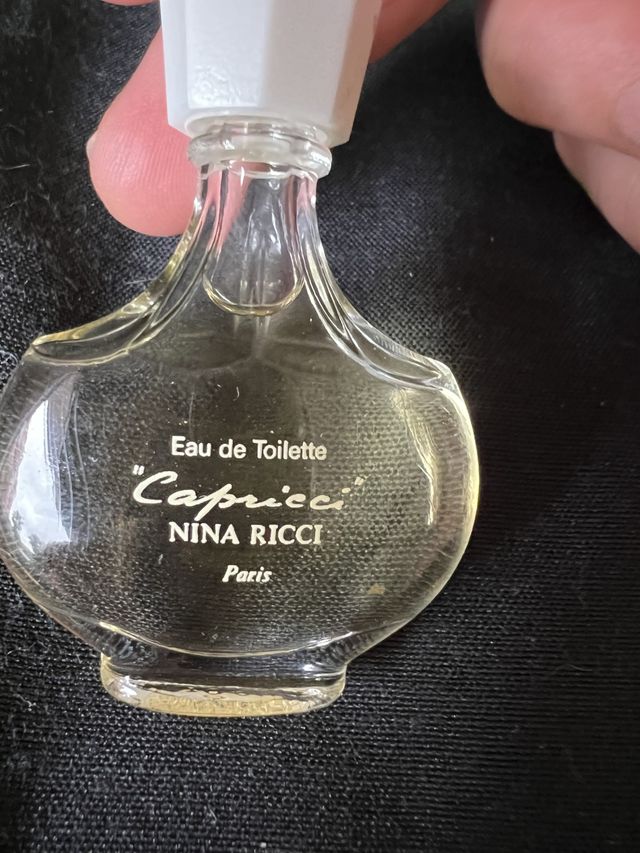 Eau de Toilette
"Capricci"
NINA RICCI
Paris